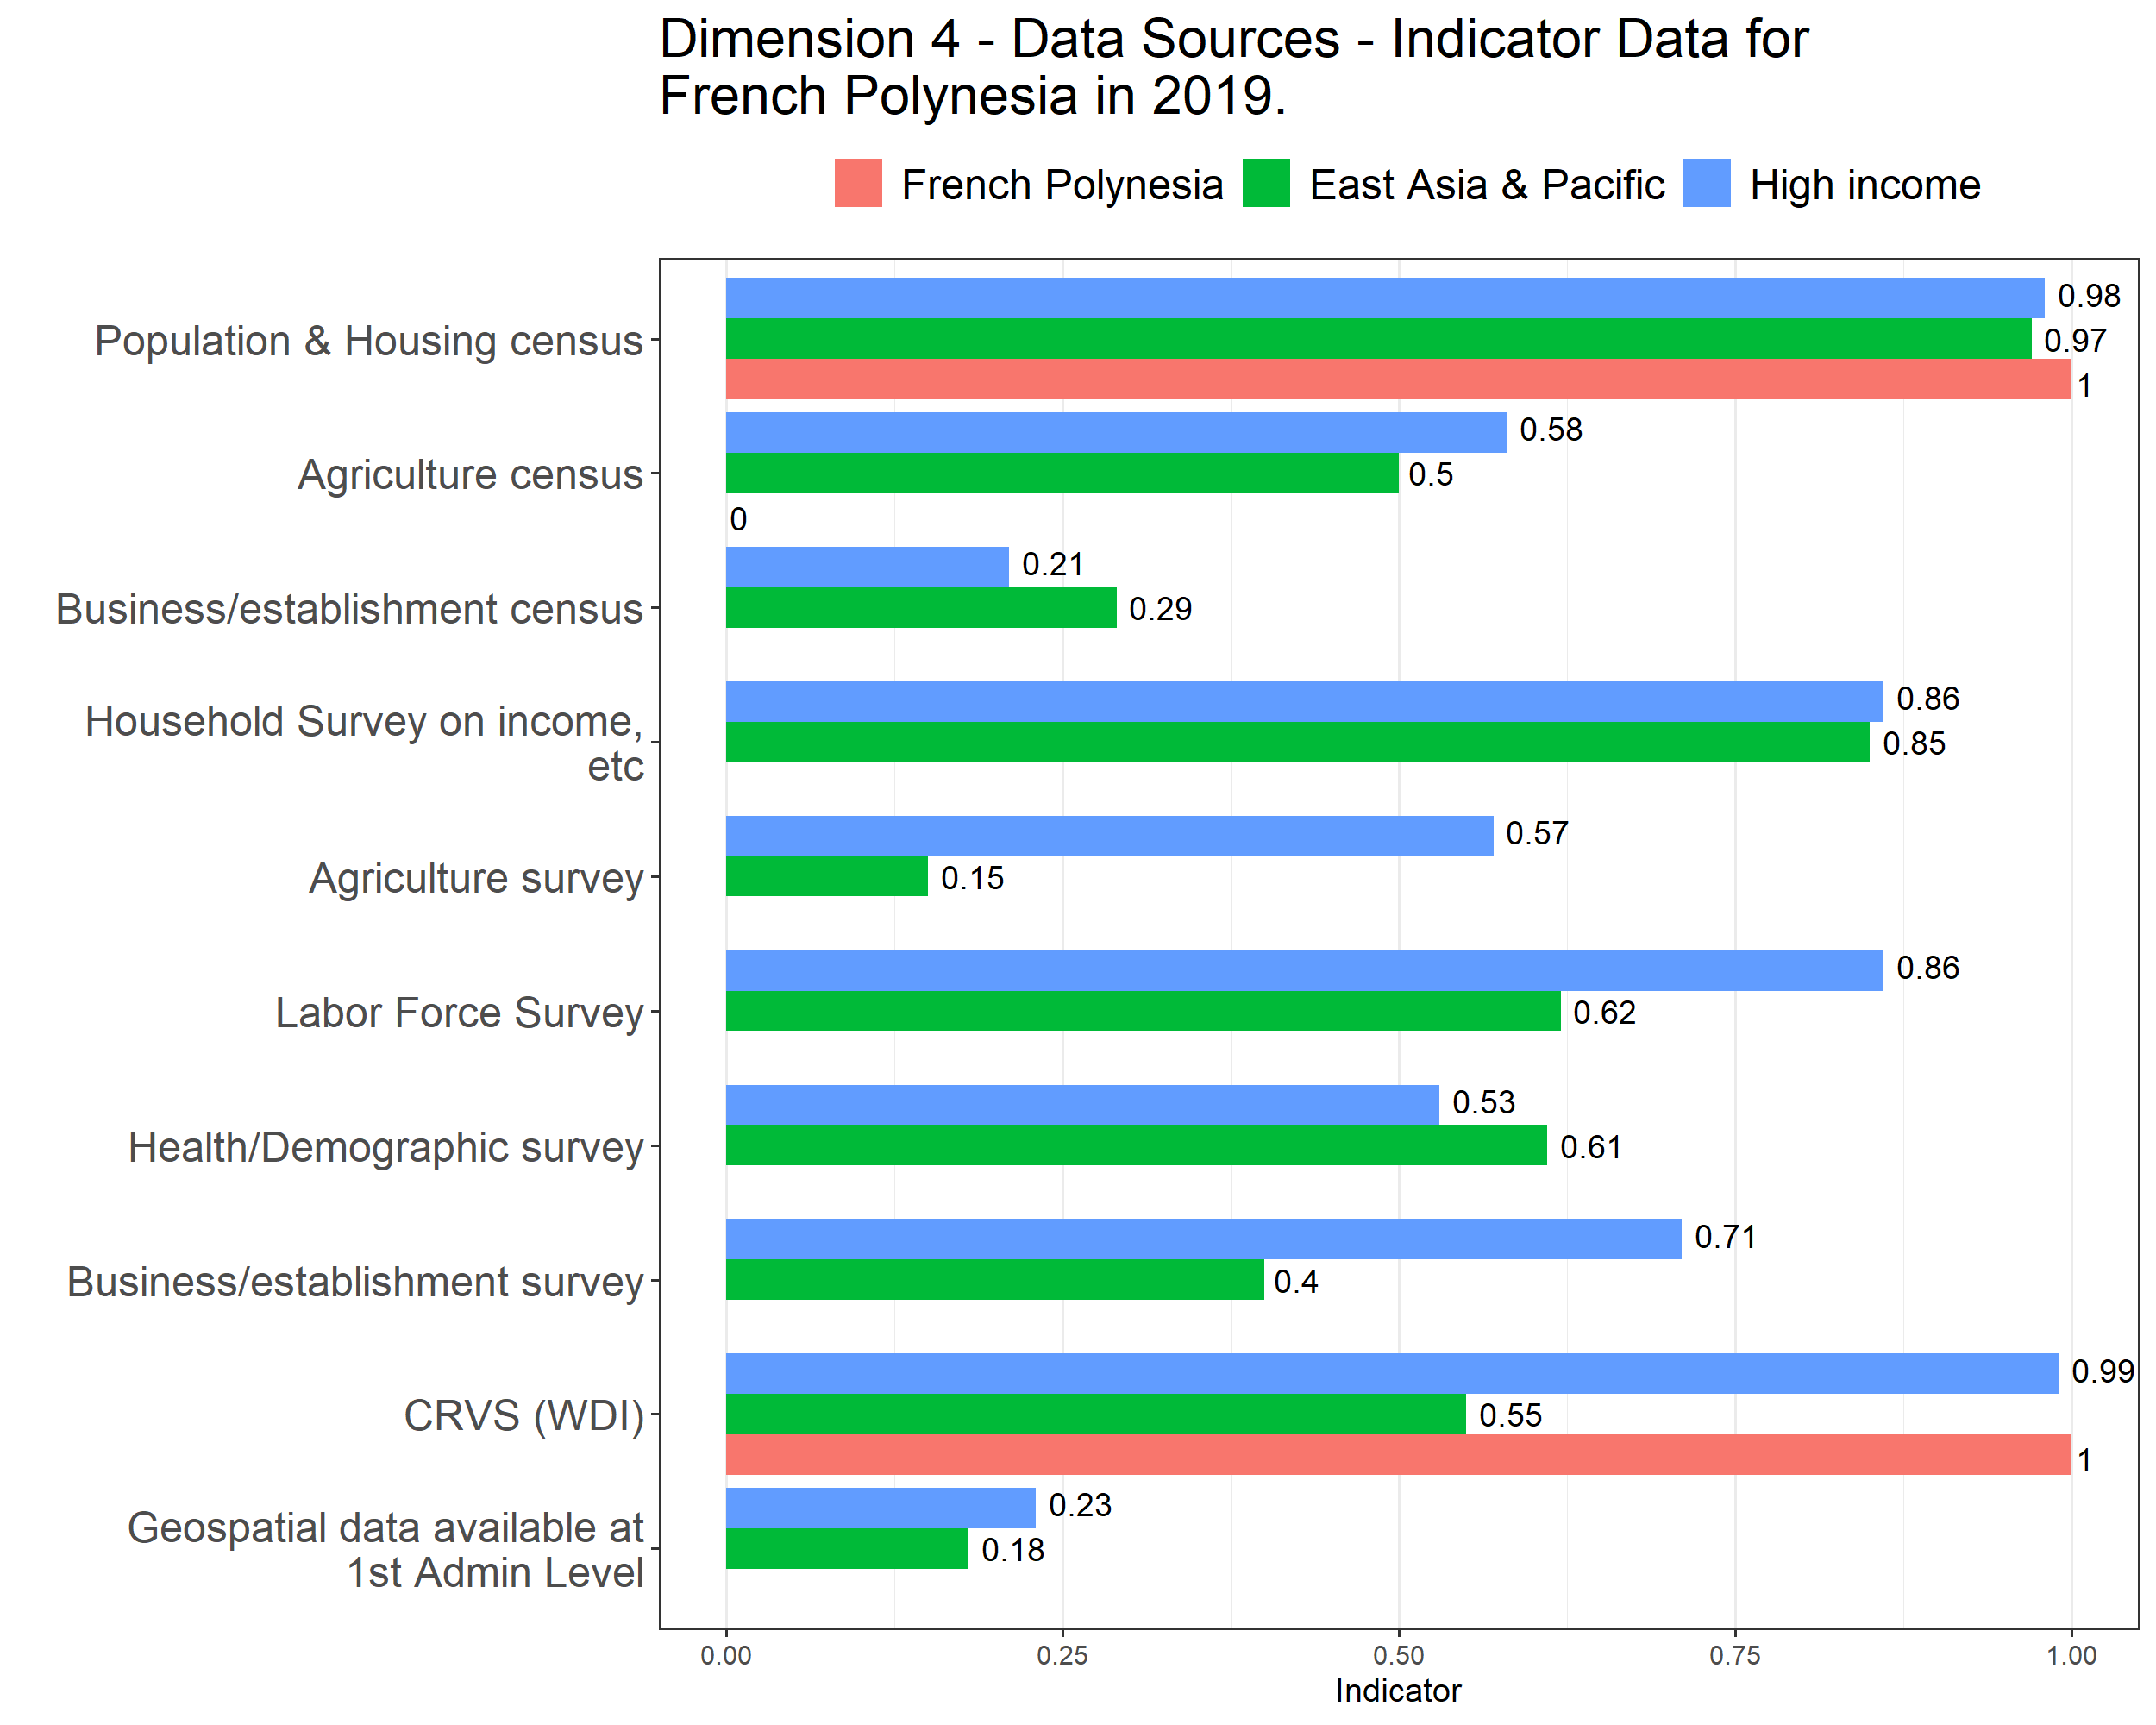 Dimension 4 - Data Sources - Indicator Data for
French Polynesia in 2019.
French Polynesia
East Asia & Pacific
High income
Population & Housing census
0.98
0.97
1
Agriculture census
0.58
0.5
0
Business/establishment census
0.21
0.29
Household Survey on income,
etc
0.86
0.85
Agriculture survey
0.57
0.15
Labor Force Survey
0.86
0.62
Health/Demographic survey
0.53
0.61
Business/establishment survey
0.71
0.4
CRVS (WDI)
0.99
0.55
1
Geospatial data available at
1st Admin Level
0.23
0.18
0.00
0.25
0.50
0.75
1.00
Indicator